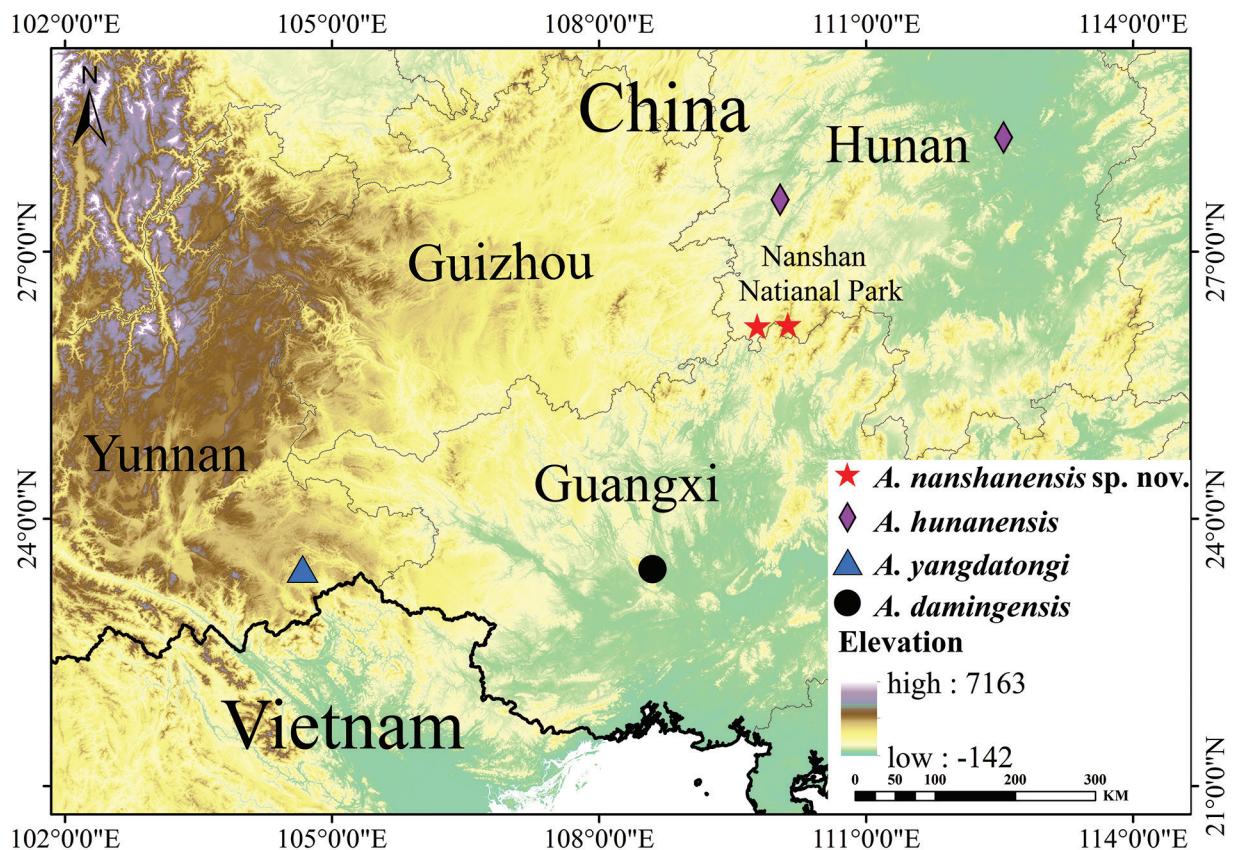 102°0'0"E
105°0'0"E
108°0'0"E
111°0'0"E
114°0'0"E
N
China
Hunan
27°0'0"N
27°0'0"N
Guizhou
Nanshan
Natianal Park
Yunnan
Guangxi
24°0'0"N
24°0'0"N
A. nanshanensis sp. nov.
A. hunanensis
A. yangdatongi
A. damingensis
Elevation
high : 7163
low : -142
Vietnam
0 50 100 200 300
KM
21°0'0"N
102°0'0"E
105°0'0"E
108°0'0"E
111°0'0"E
114°0'0"E